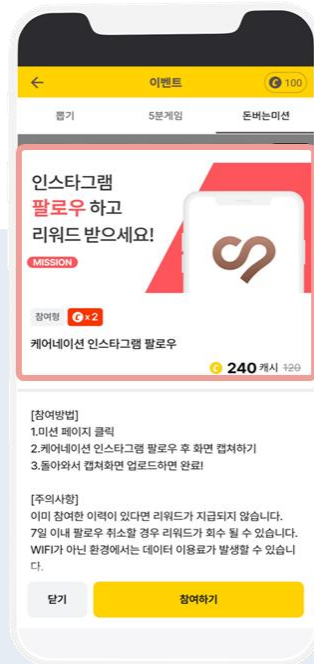 이벤트
C 100
뽑기
5분게임
돈버는미션
인스타그램
팔로우 하고
리워드 받으세요!
MISSION
참여형
C x 2
케어네이션 인스타그램 팔로우
C 240 캐시 120
[참여방법]
1.미션 페이지 클릭
2.케어네이션 인스타그램 팔로우 후 화면 캡쳐하기
3.돌아와서 캡쳐화면 업로드하면 완료!
[주의사항]
이미 참여한 이력이 있다면 리워드가 지급되지 않습니다.
7일 이내 팔로우 취소할 경우 리워드가 회수 될 수 있습니다.
WIFI가 아닌 환경에서는 데이터 이용료가 발생할 수 있습니
다.
닫기
참여하기